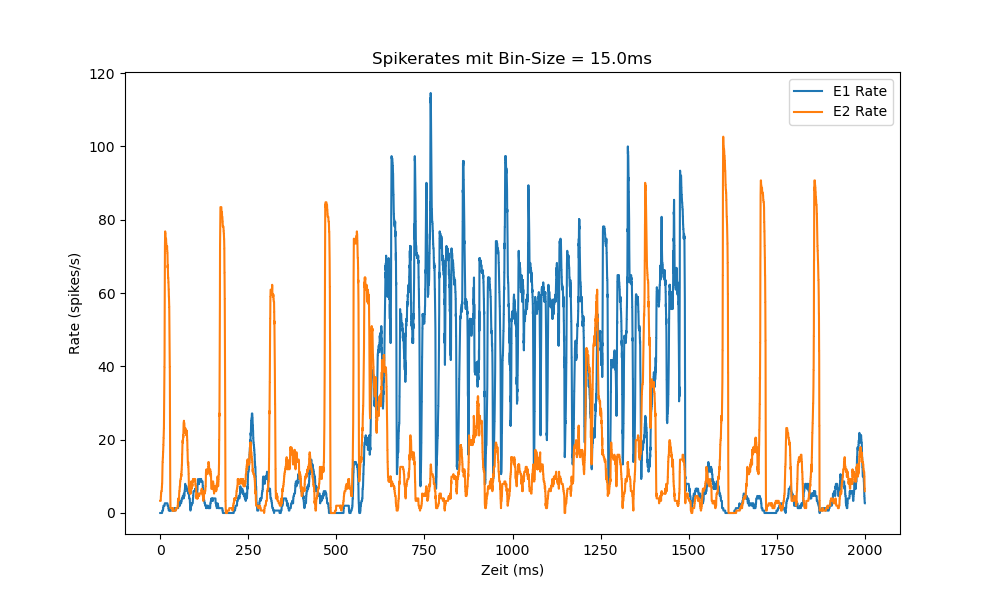 Spikerates mit Bin-Size = 15.0ms
E1 Rate
E2 Rate
Rate (spikes/s)
120
100
80
60
40
20
0
0 250 500 750 1000 1250 1500 1750 2000
Zeit (ms)